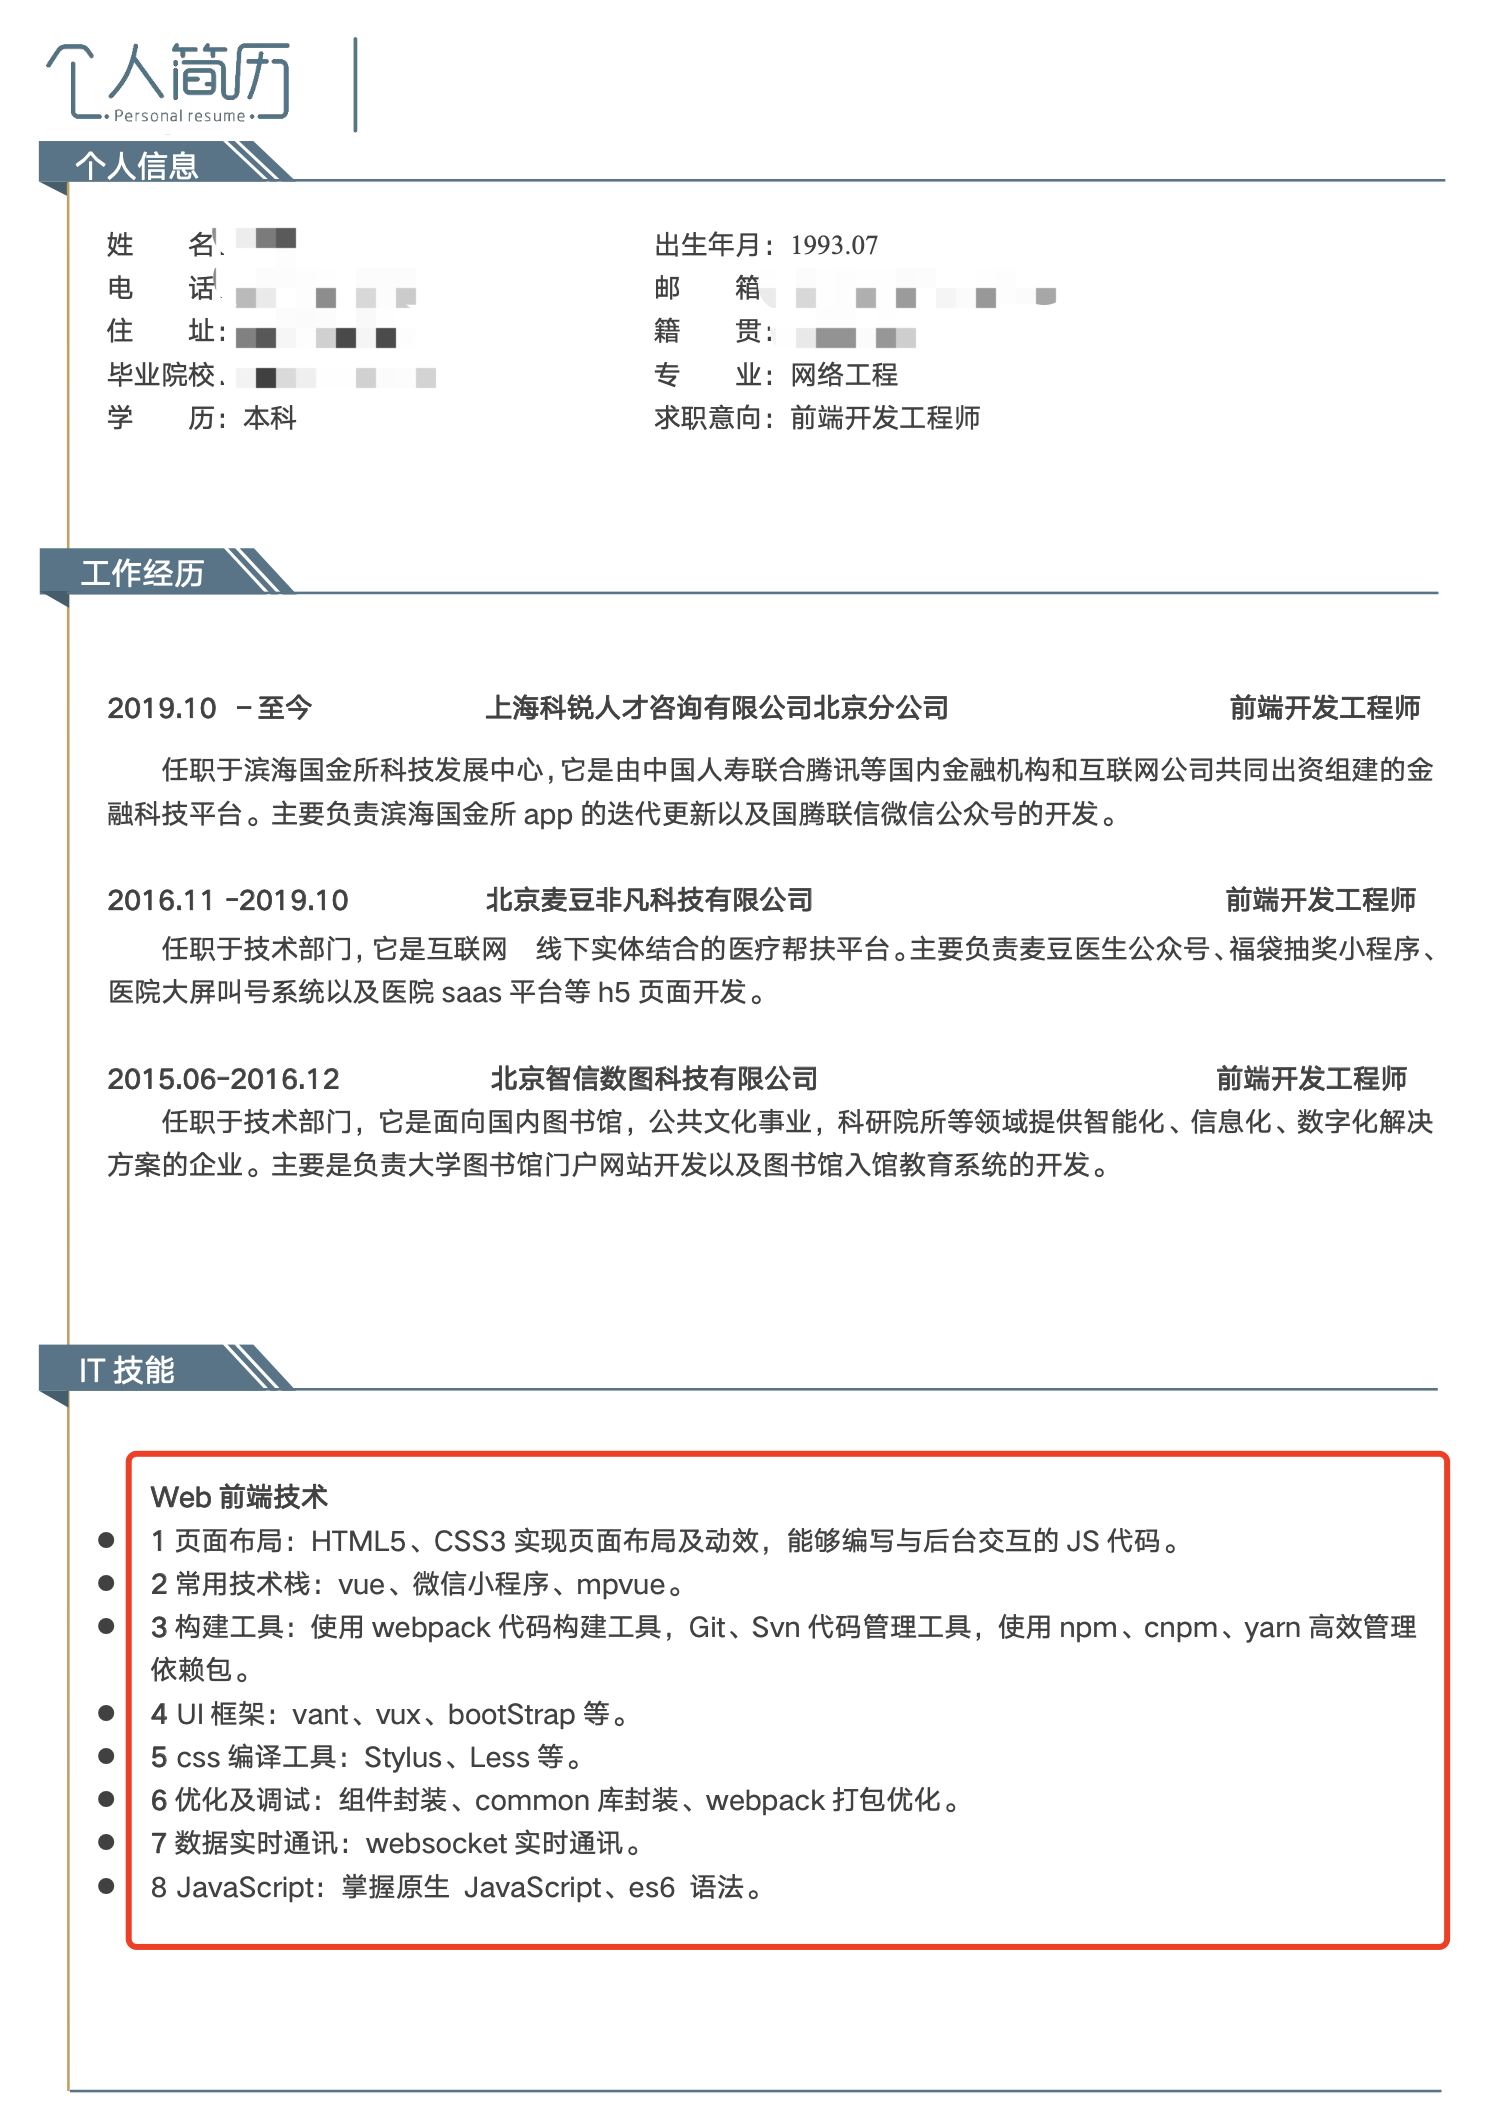 个人简历
Personal resume
个人信息
姓 名:
出生年月：1993.07
电 话
邮 箱
住 址：
籍 贯：
毕业院校
专 业：网络工程
学 历：本科
求职意向：前端开发工程师
工作经历
2019.10 －至今 上海科锐人才咨询有限公司北京分公司 前端开发工程师
任职于滨海国金所科技发展中心，它是由中国人寿联合腾讯等国内金融机构和互联网公司共同出资组建的金
融科技平台。主要负责滨海国金所 app 的迭代更新以及国腾联信微信公众号的开发。
2016.11 -2019.10 北京麦豆非凡科技有限公司 前端开发工程师
任职于技术部门，它是互联网 线下实体结合的医疗帮扶平台。主要负责麦豆医生公众号、福袋抽奖小程序、
医院大屏叫号系统以及医院 saas 平台等 h5 页面开发。
2015.06-2016.12 北京智信数图科技有限公司 前端开发工程师
任职于技术部门，它是面向国内图书馆，公共文化事业，科研院所等领域提供智能化、信息化、数字化解决
方案的企业。主要是负责大学图书馆门户网站开发以及图书馆入馆教育系统的开发。
IT 技能
Web 前端技术
● 1 页面布局：HTML5、CSS3 实现页面布局及动效，能够编写与后台交互的 JS 代码。
● 2 常用技术栈：vue、微信小程序、mpvue。
● 3 构建工具：使用 webpack 代码构建工具，Git、Svn 代码管理工具，使用 npm、cnpm、yarn 高效管理
依赖包。
● 4 UI 框架：vant、vux、bootStrap 等。
● 5 css 编译工具：Stylus、Less 等。
● 6 优化及调试：组件封装、common 库封装、webpack 打包优化。
● 7 数据实时通讯：websocket 实时通讯。
● 8 JavaScript：掌握原生 JavaScript、es6 语法。